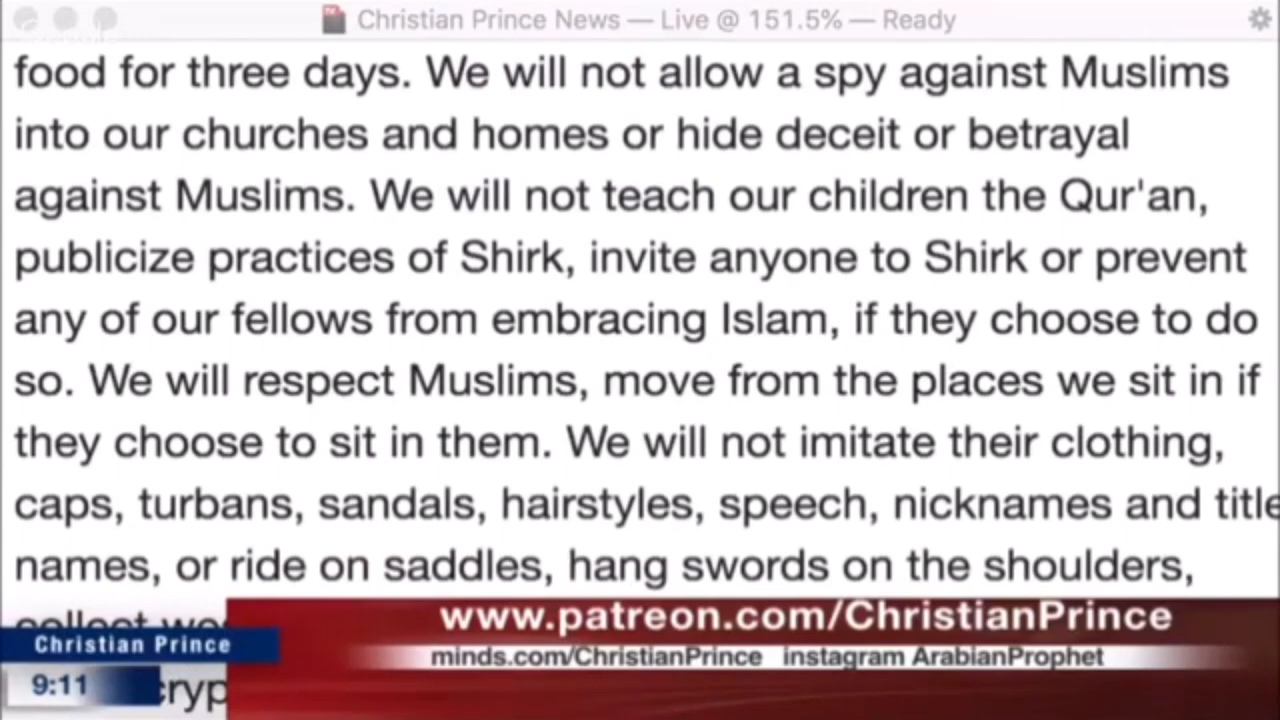 Christian Prince News — Live @ 151.5% — Ready
food for three days. We will not allow a spy against Muslims
into our churches and homes or hide deceit or betrayal
against Muslims. We will not teach our children the Qur'an,
publicize practices of Shirk, invite anyone to Shirk or prevent
any of our fellows from embracing Islam, if they choose to do
so. We will respect Muslims, move from the places we sit in if
they choose to sit in them. We will not imitate their clothing,
caps, turbans, sandals, hairstyles, speech, nicknames and title
names, or ride on saddles, hang swords on the shoulders,
www.patreon.com/ChristianPrince
Christian Prince
minds.com/ChristianPrince instagram ArabianProphet
9:11